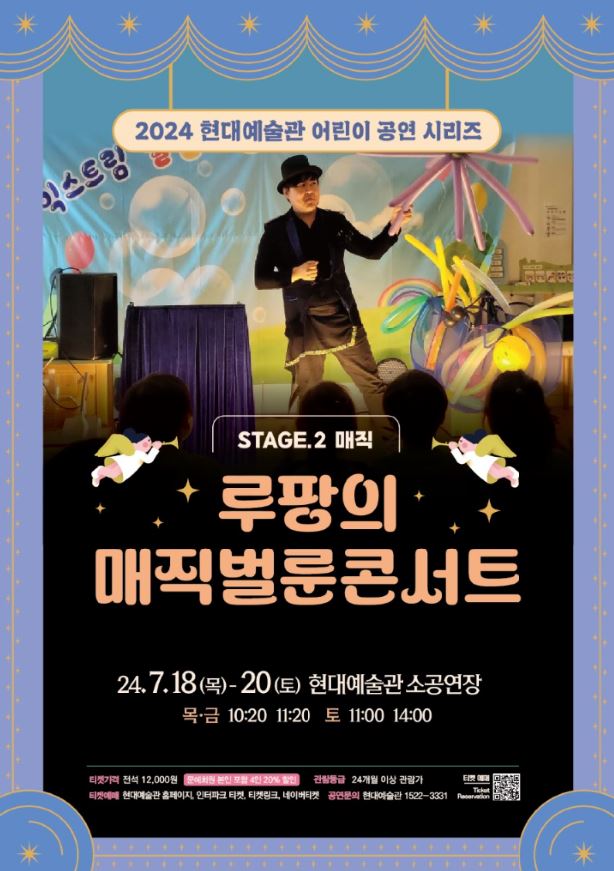 2024 현대예술관 어린이 공연 시리즈
익스트림
STAGE.2 매직
루팡의
매직벌룬콘서트
24.7.18(목)-20(토) 현대예술관 소공연장
목·금 10:20 11:20 토 11:00 14:00
티켓가격 전석 12,000원 문예회원 본인 포함 4인 20% 할인 관람등급 24개월 이상 관람가
티켓예매 현대예술관 홈페이지, 인터파크 티켓, 티켓링크, 네이버티켓 공연문의 현대예술관 1522-3331
티켓 예매
Ticket
Reservation